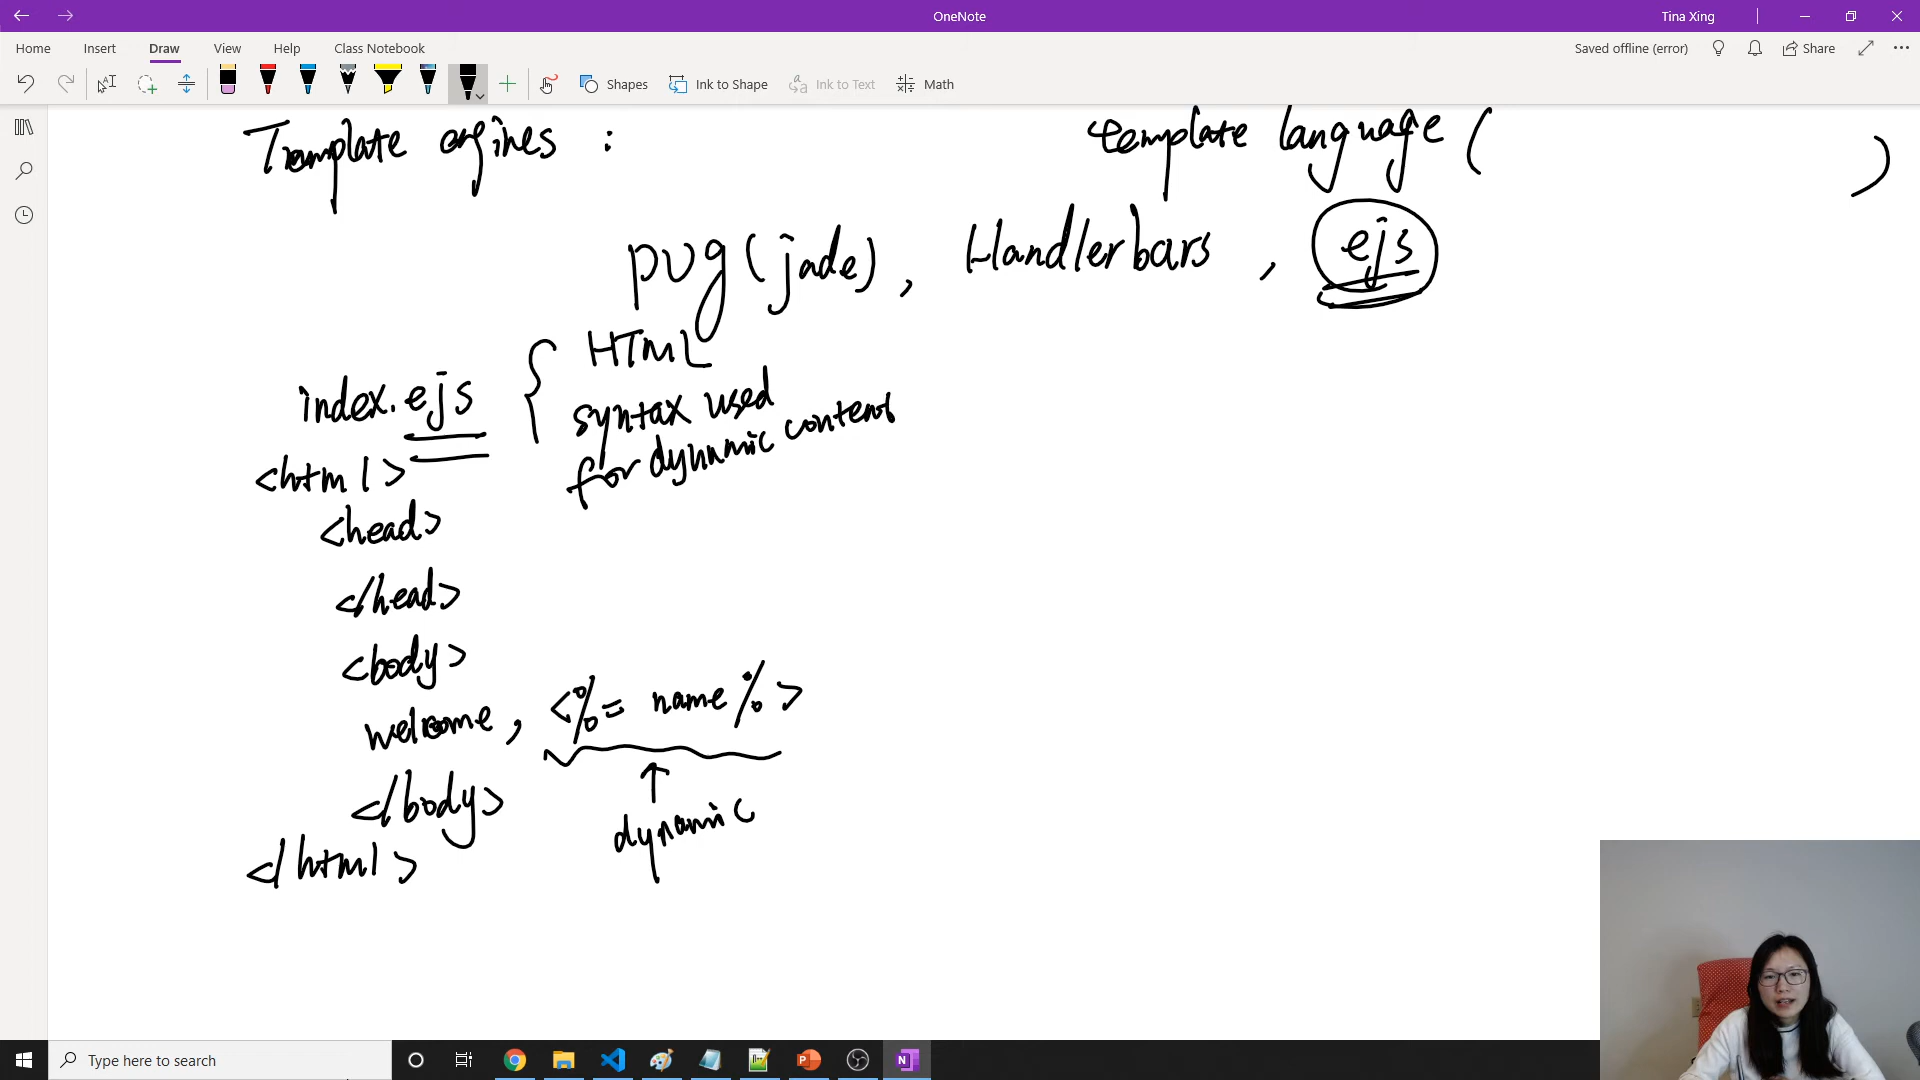 OneNote
Tina Xing
Home Insert Draw View Help Class Notebook
Saved offline (error) Share
Shapes Ink to Shape Ink to Text Math
Template engines : template language ( )
pug (jade), Handlerbars, ejs
HTML
index.ejs
syntax used
for dynamic content
<html>
<head>
</head>
<body>
welcome, <%= name %>
</body>
dynamic
</html>
Type here to search